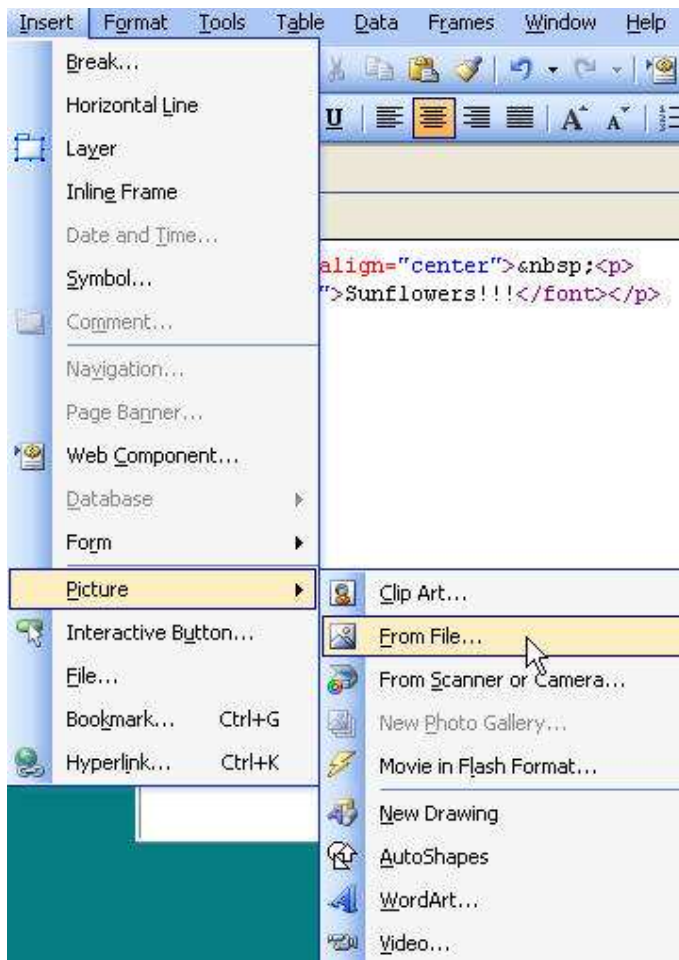 Insert Format Tools Table Data Frames Window Help
Break...
Horizontal Line
U A A
Layer
Inline Frame
Date and Time...
align="center">&nbsp;<p>
Symbol...
">Sunflowers!!!</font></p>
Comment...
Navigation...
Page Banner...
Web Component...
Database
Form
Picture
Clip Art...
Interactive Button...
From File...
File...
From Scanner or Camera...
Bookmark... Ctrl+G
New Photo Gallery...
Hyperlink... Ctrl+K
Movie in Flash Format...
New Drawing
AutoShapes
WordArt...
Video...